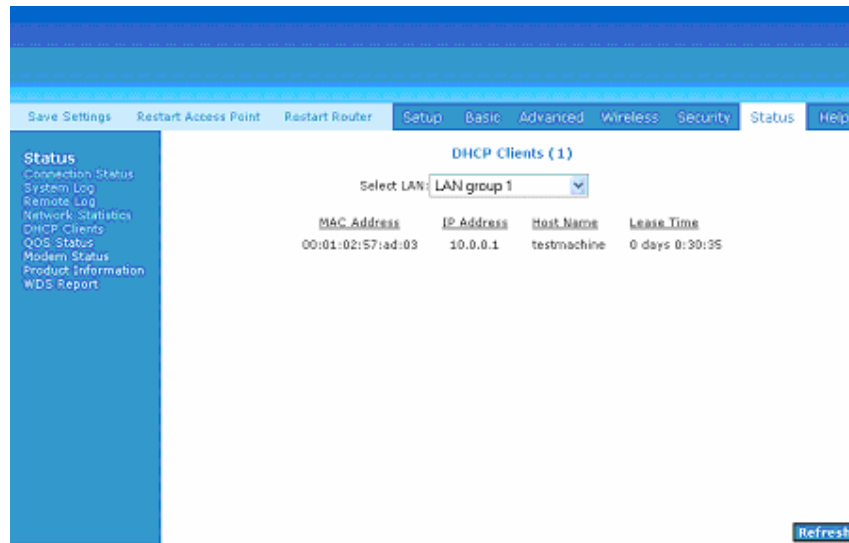 Save Settings Restart Access Point Restart Router Setup Basic Advanced Wireless Security Status Help
Status
Connection Status
System Log
Remote Log
Network Statistics
DHCP Clients
QOS Status
Modem Status
Product Information
WDS Report
DHCP Clients (1)
Select LAN: LAN group 1
MAC Address IP Address Host Name Lease Time
00:01:02:57:ad:03 10.0.0.1 testmachine 0 days 0:30:35
Refresh